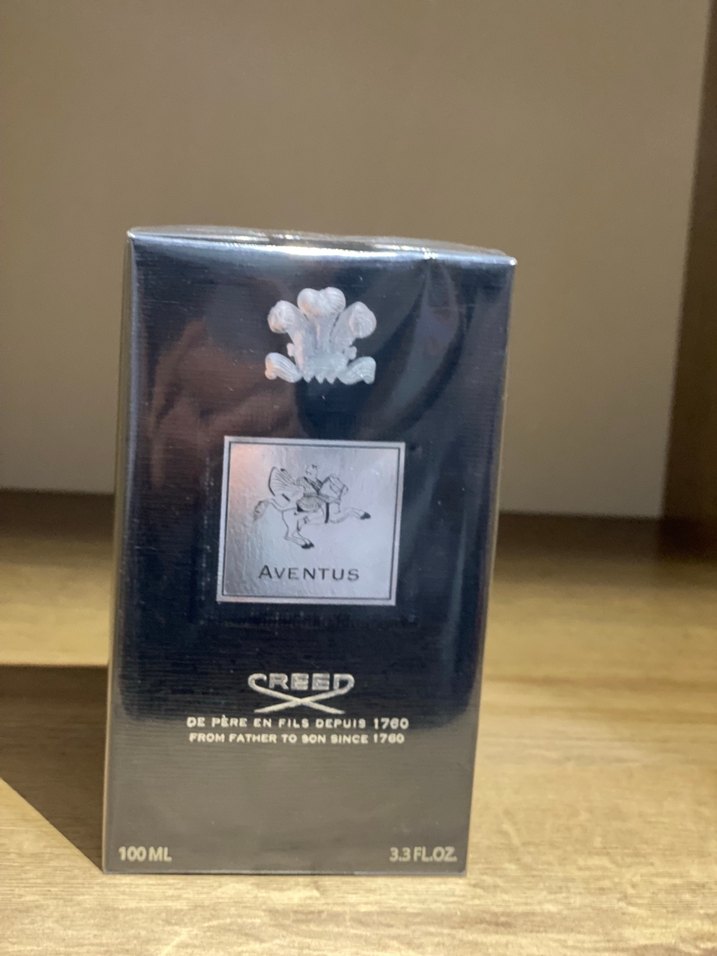 AVENTUS
CREED
DE PÈRE EN FILS DEPUIS 1760
FROM FATHER TO SON SINCE 1760
100 ML
3.3 FL.OZ.